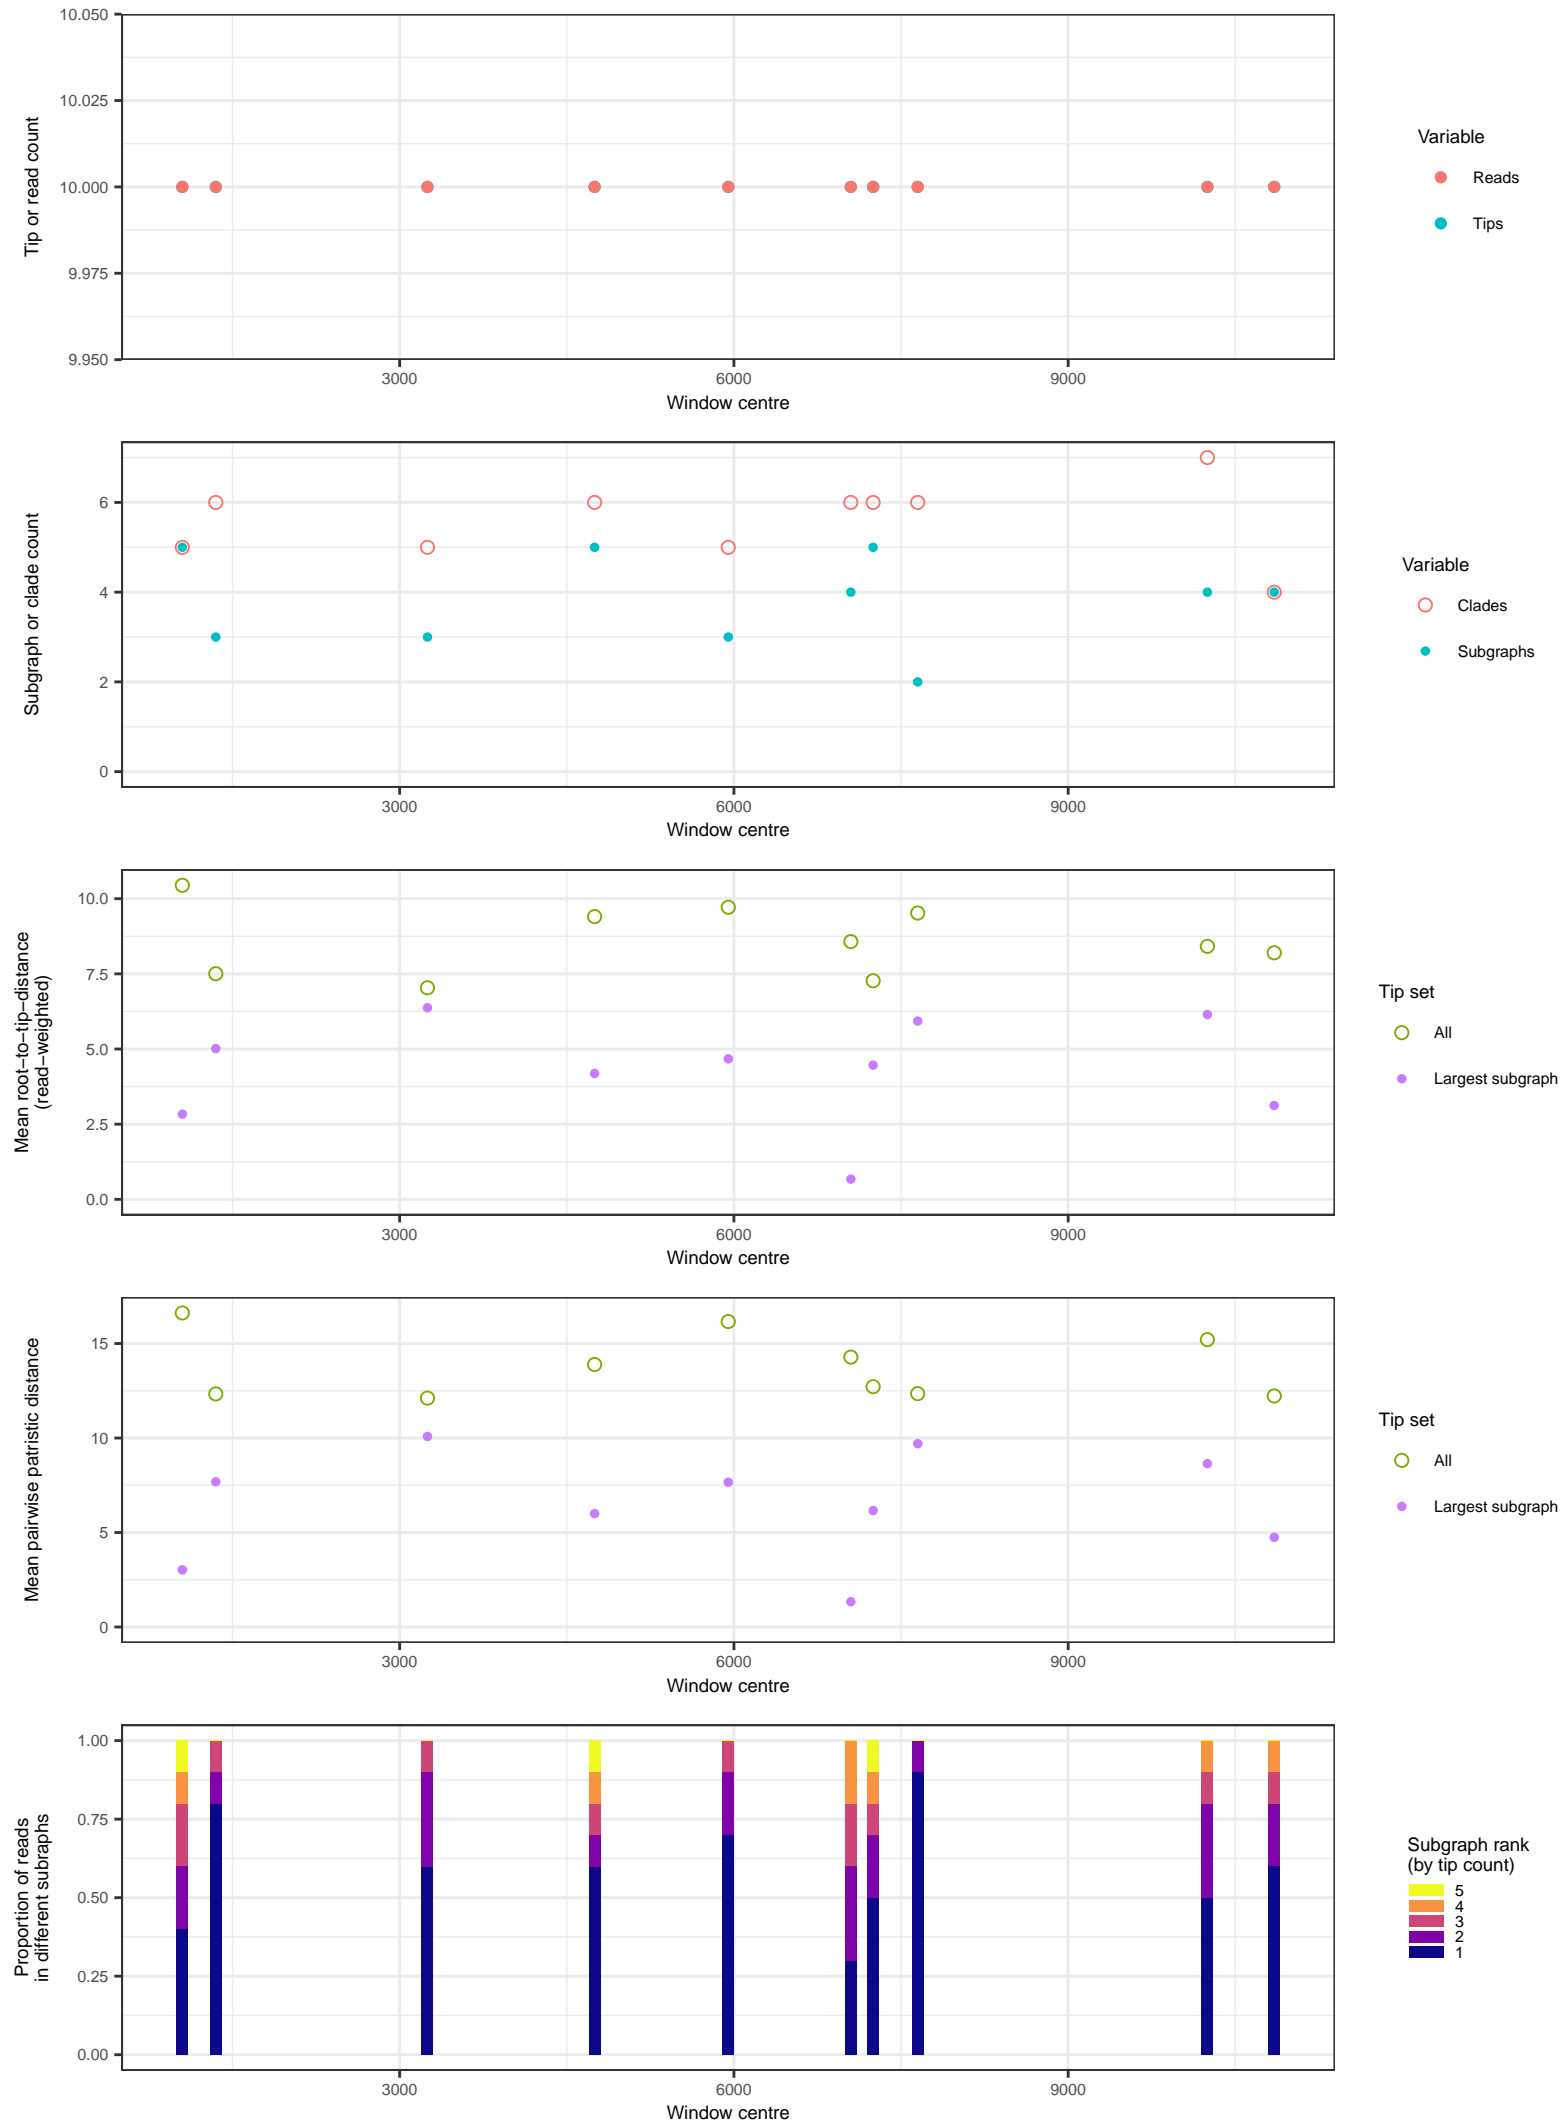 10.050
10.025
10.000
9.975
9.950
Tip or read count
3000
6000
9000
Window centre
Variable
Reads
Tips
6
4
2
0
Subgraph or clade count
3000
6000
9000
Window centre
Variable
Clades
Subgraphs
10.0
7.5
5.0
2.5
0.0
Mean root−to−tip−distance
(read−weighted)
3000
6000
9000
Window centre
Tip set
All
Largest subgraph
15
10
5
0
Mean pairwise patristic distance
3000
6000
9000
Window centre
Tip set
All
Largest subgraph
1.00
0.75
0.50
0.25
0.00
Proportion of reads
in different subraphs
3000
6000
9000
Window centre
Subgraph rank
(by tip count)
5
4
3
2
1